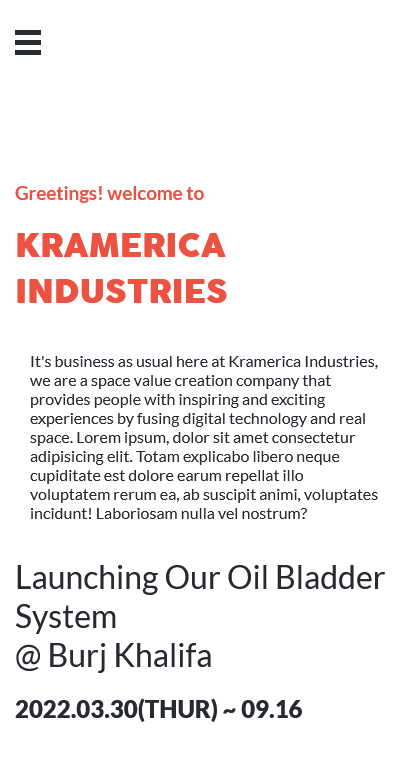 Greetings! welcome to
KRAMERICA
INDUSTRIES
It's business as usual here at Kramerica Industries,
we are a space value creation company that
provides people with inspiring and exciting
experiences by fusing digital technology and real
space. Lorem ipsum, dolor sit amet consectetur
adipisicing elit. Totam explicabo libero neque
cupiditate est dolore earum repellat illo
voluptatem rerum ea, ab suscipit animi, voluptates
incidunt! Laboriosam nulla vel nostrum?
Launching Our Oil Bladder
System
@ Burj Khalifa
2022.03.30(THUR) ~ 09.16